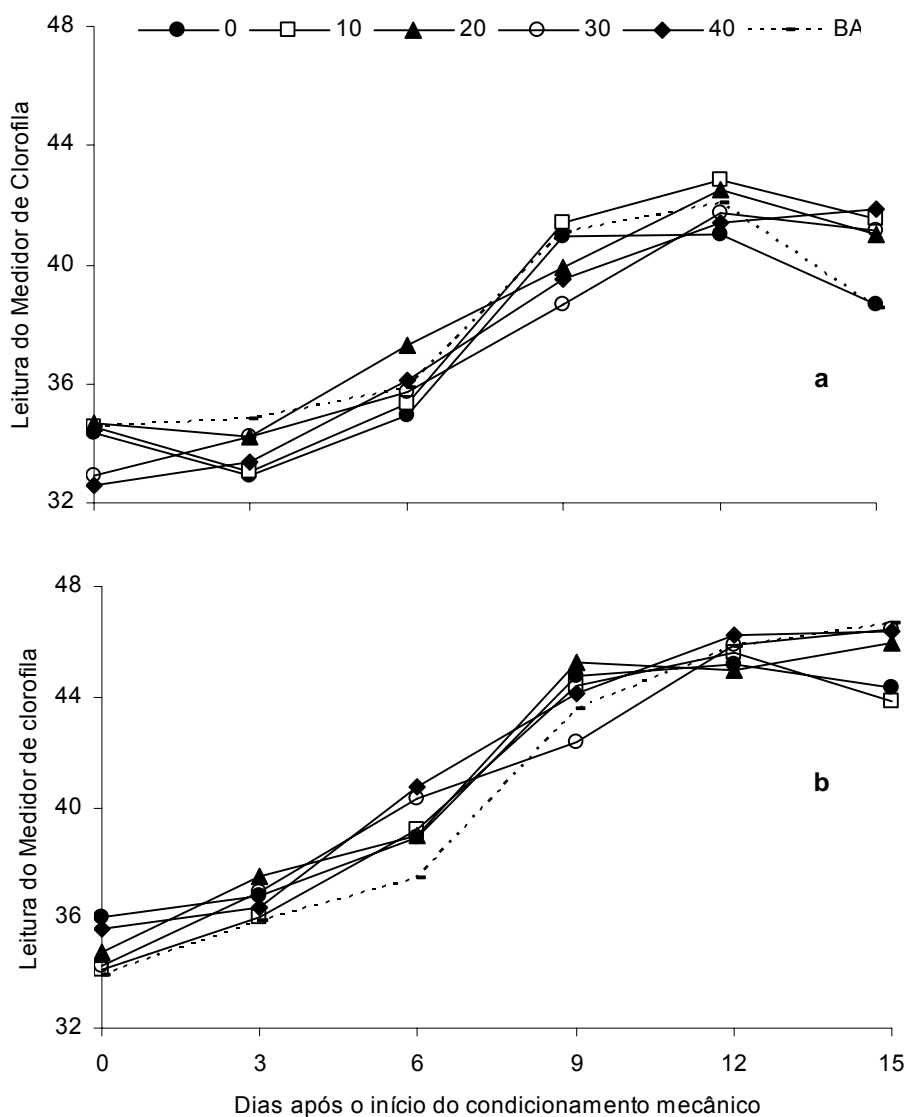 48
0 10 20 30 40 BA
44
40
36
32
Leitura do Medidor de Clorofila
a
48
44
40
36
32
Leitura do Medidor de clorofila
b
0 3 6 9 12 15
Dias após o início do condicionamento mecânico